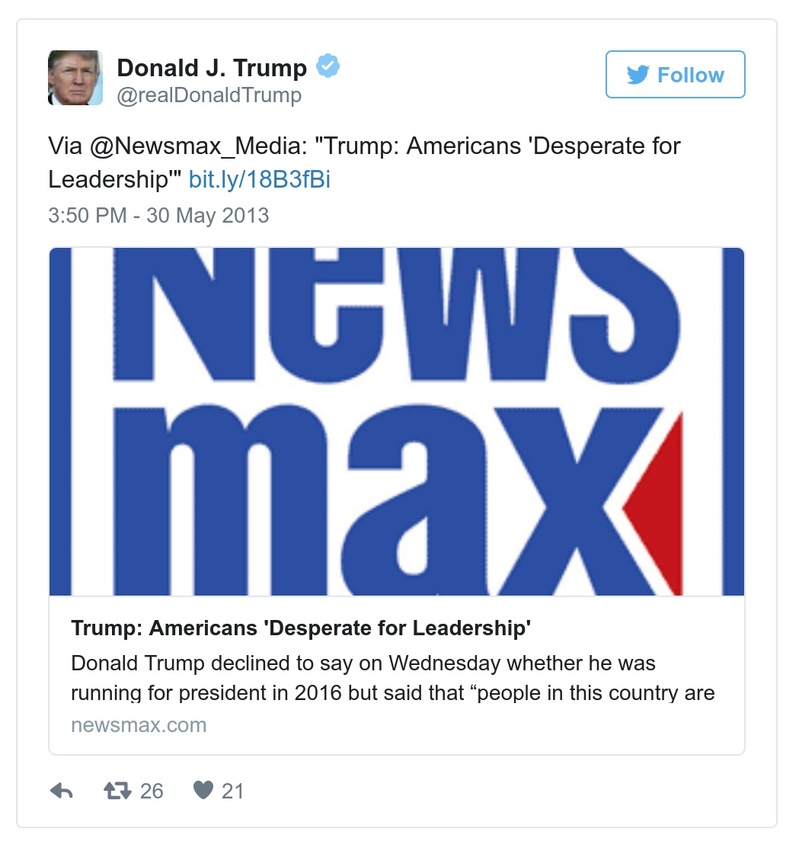 Donald J. Trump
@realDonaldTrump
Follow
Via @Newsmax_Media: "Trump: Americans 'Desperate for
Leadership'" bit.ly/18B3fBi
3:50 PM - 30 May 2013
News
max
Trump: Americans 'Desperate for Leadership'
Donald Trump declined to say on Wednesday whether he was
running for president in 2016 but said that “people in this country are
newsmax.com
26
21